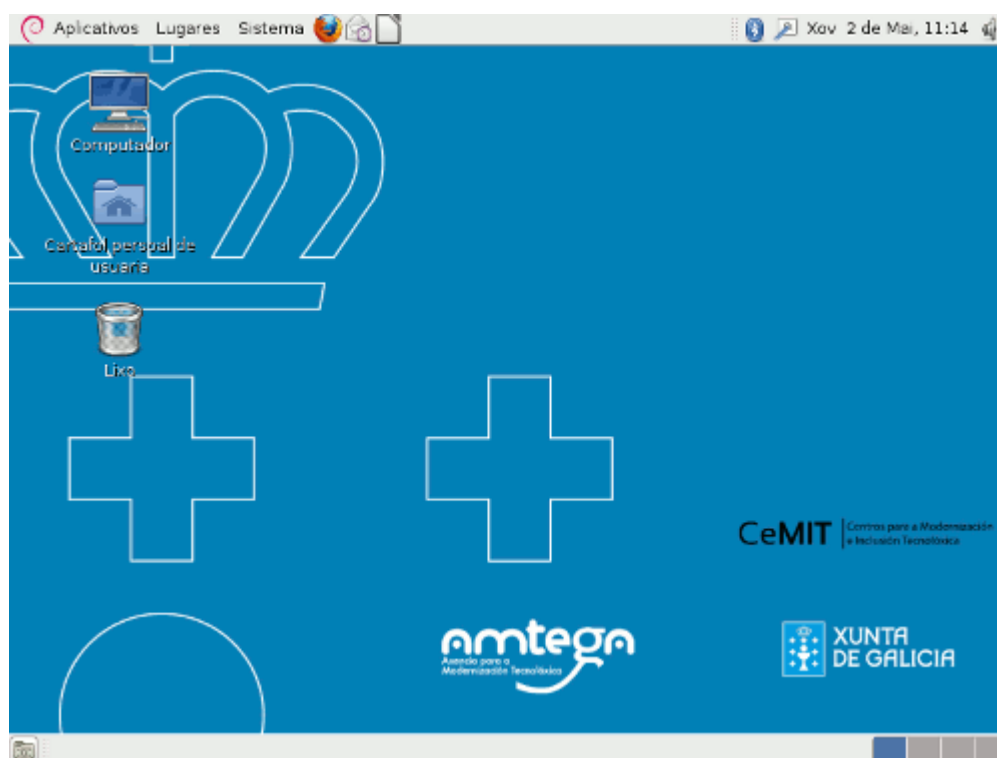 Aplicativos Lugares Sistema
Xov 2 de Mai, 11:14
Computador
Cartafol persoal de
usuaria
Lixo
CeMIT
Centros para a Modernización
e Inclusión Tecnolóxica
amtega
Axencia para a
Modernización Tecnolóxica
XUNTA
DE GALICIA